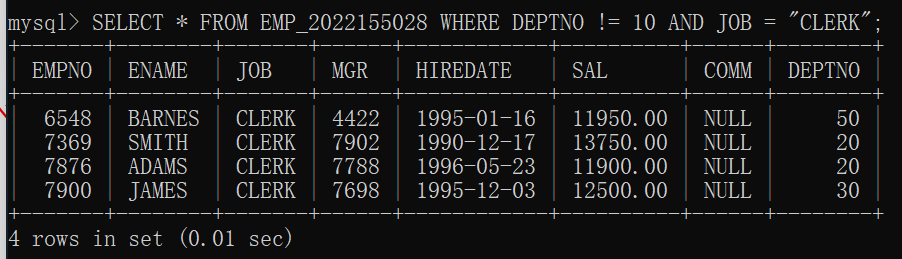 mysql> SELECT * FROM EMP_2022155028 WHERE DEPTNO != 10 AND JOB = "CLERK";
+-------+--------+-------+------+------------+----------+------+--------+
| EMPNO | ENAME | JOB | MGR | HIREDATE | SAL | COMM | DEPTNO |
+-------+--------+-------+------+------------+----------+------+--------+
| 6548 | BARNES | CLERK | 4422 | 1995-01-16 | 11950.00 | NULL | 50 |
| 7369 | SMITH | CLERK | 7902 | 1990-12-17 | 13750.00 | NULL | 20 |
| 7876 | ADAMS | CLERK | 7788 | 1996-05-23 | 11900.00 | NULL | 20 |
| 7900 | JAMES | CLERK | 7698 | 1995-12-03 | 12500.00 | NULL | 30 |
+-------+--------+-------+------+------------+----------+------+--------+
4 rows in set (0.01 sec)